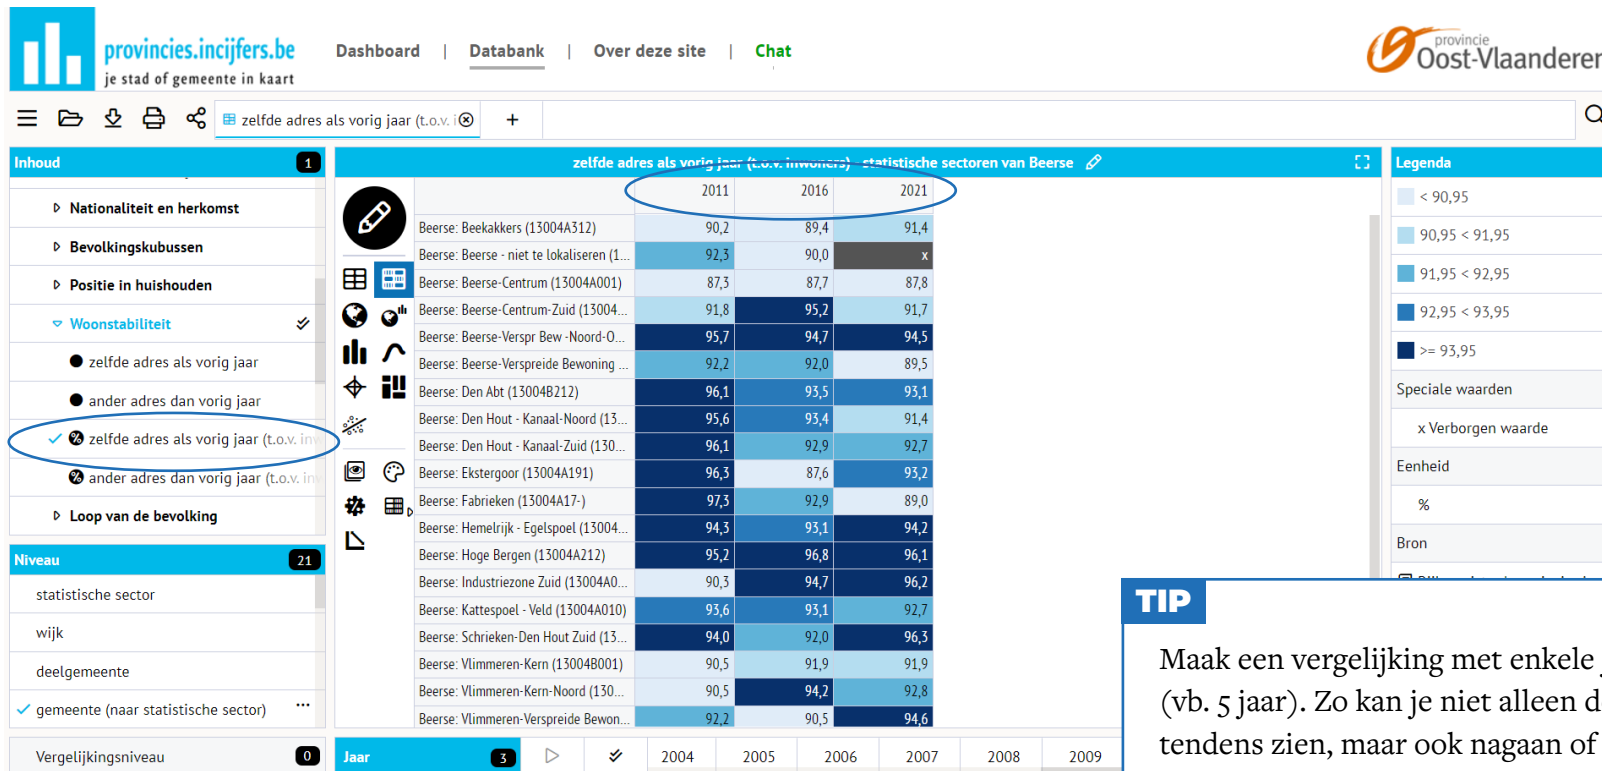 provincies.incijfers.be
je stad of gemeente in kaart
Dashboard | Databank | Over deze site | Chat
provincie
Oost-Vlaanderen
zelfde adres als vorig jaar (t.o.v. i
+
Inhoud 1
Nationaliteit en herkomst
Bevolkingskubussen
Positie in huishouden
Woonstabiliteit
zelfde adres als vorig jaar
ander adres dan vorig jaar
zelfde adres als vorig jaar (t.o.v. inw
ander adres dan vorig jaar (t.o.v. in
Loop van de bevolking
Niveau 21
statistische sector
wijk
deelgemeente
gemeente (naar statistische sector) ...
Vergelijkingsniveau 0
zelfde adres als vorig jaar (t.o.v. inwoners) - statistische sectoren van Beerse
2011 2016 2021
Beerse: Beekakkers (13004A312) 90,2 89,4 91,4
Beerse: Beerse - niet te lokaliseren (1... 92,3 90,0 x
Beerse: Beerse-Centrum (13004A001) 87,3 87,7 87,8
Beerse: Beerse-Centrum-Zuid (13004... 91,8 95,2 91,7
Beerse: Beerse-Verspr Bew -Noord-O... 95,7 94,7 94,5
Beerse: Beerse-Verspreide Bewoning ... 92,2 92,0 89,5
Beerse: Den Abt (13004B212) 96,1 93,5 93,1
Beerse: Den Hout - Kanaal-Noord (13... 95,6 93,4 91,4
Beerse: Den Hout - Kanaal-Zuid (130... 96,1 92,9 92,7
Beerse: Ekstergoor (13004A191) 96,3 87,6 93,2
Beerse: Fabrieken (13004A17-) 97,3 92,9 89,0
Beerse: Hemelrijk - Egelspoel (13004... 94,3 93,1 94,2
Beerse: Hoge Bergen (13004A212) 95,2 96,8 96,1
Beerse: Industriezone Zuid (13004A0... 90,3 94,7 96,2
Beerse: Kattespoel - Veld (13004A010) 93,6 93,1 92,7
Beerse: Schrieken-Den Hout Zuid (13... 94,0 92,0 96,3
Beerse: Vlimmeren-Kern (13004B001) 90,5 91,9 91,9
Beerse: Vlimmeren-Kern-Noord (130... 90,5 94,2 92,8
Beerse: Vlimmeren-Verspreide Bewon... 92,2 90,5 94,6
Jaar 3 2004 2005 2006 2007 2008 2009
Legenda
< 90,95
90,95 < 91,95
91,95 < 92,95
92,95 < 93,95
>= 93,95
Speciale waarden
x Verborgen waarde
Eenheid
%
Bron
TIP
Maak een vergelijking met enkele
(vb. 5 jaar). Zo kan je niet alleen d
tendens zien, maar ook nagaan of